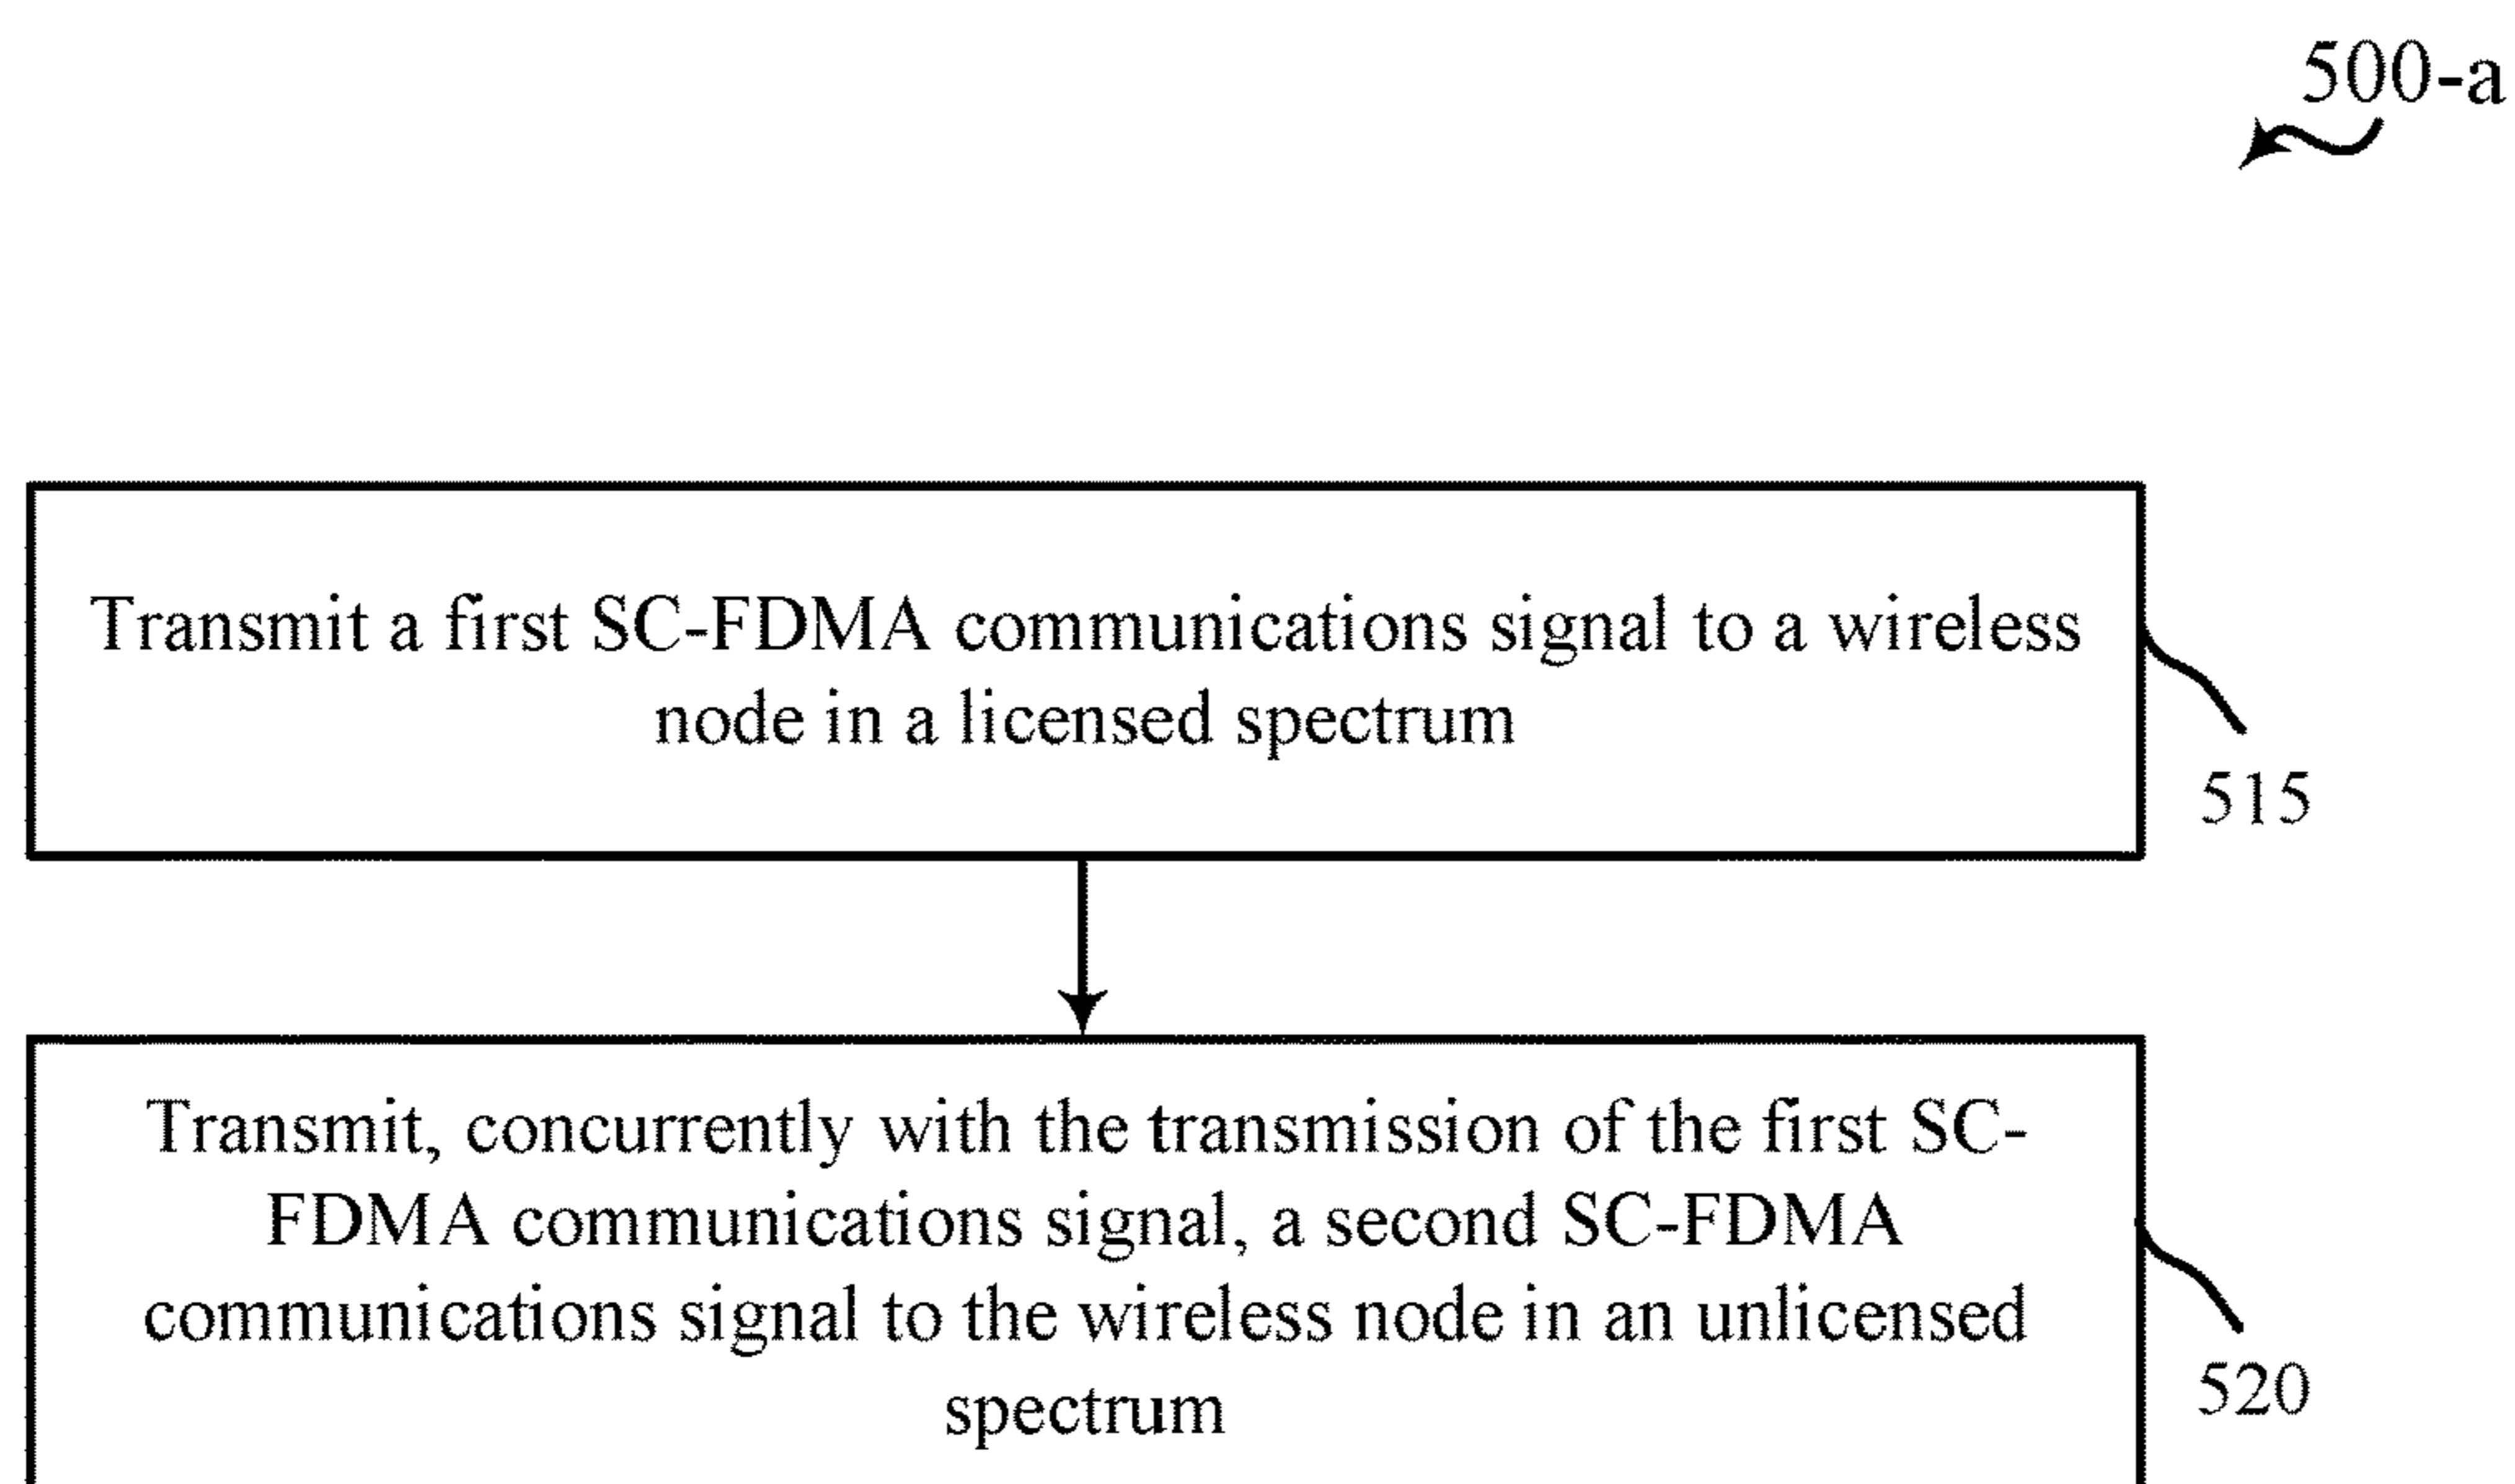 500-a
Transmit a first SC-FDMA communications signal to a wireless
node in a licensed spectrum
515
Transmit, concurrently with the transmission of the first SC-
FDMA communications signal, a second SC-FDMA
communications signal to the wireless node in an unlicensed
spectrum
520